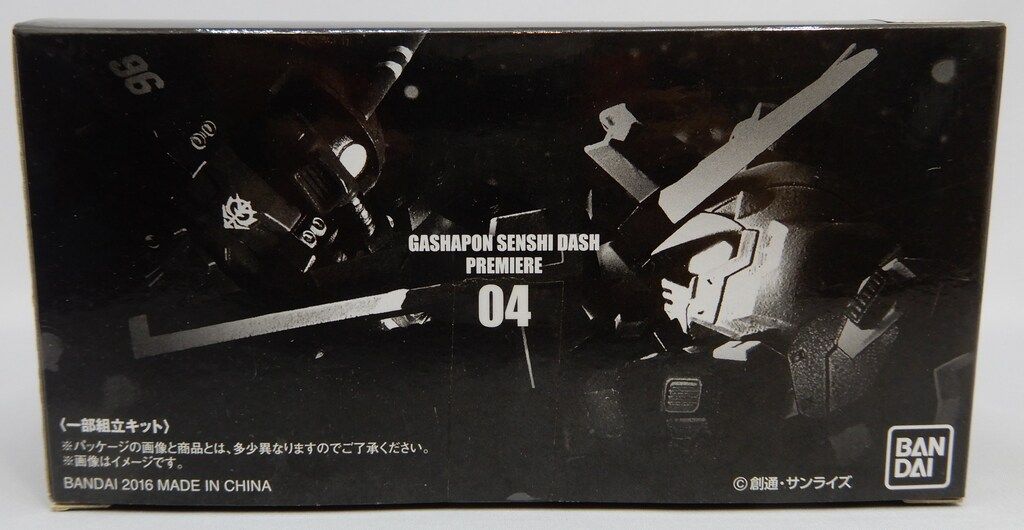 96
GASHAPON SENSHI DASH
PREMIERE
04
〈一部組立キット〉
※パッケージの画像と商品とは、多少異なりますのでご了承ください。
※画像はイメージです。
BANDAI 2016 MADE IN CHINA
©創通・サンライズ
BAN
DAI